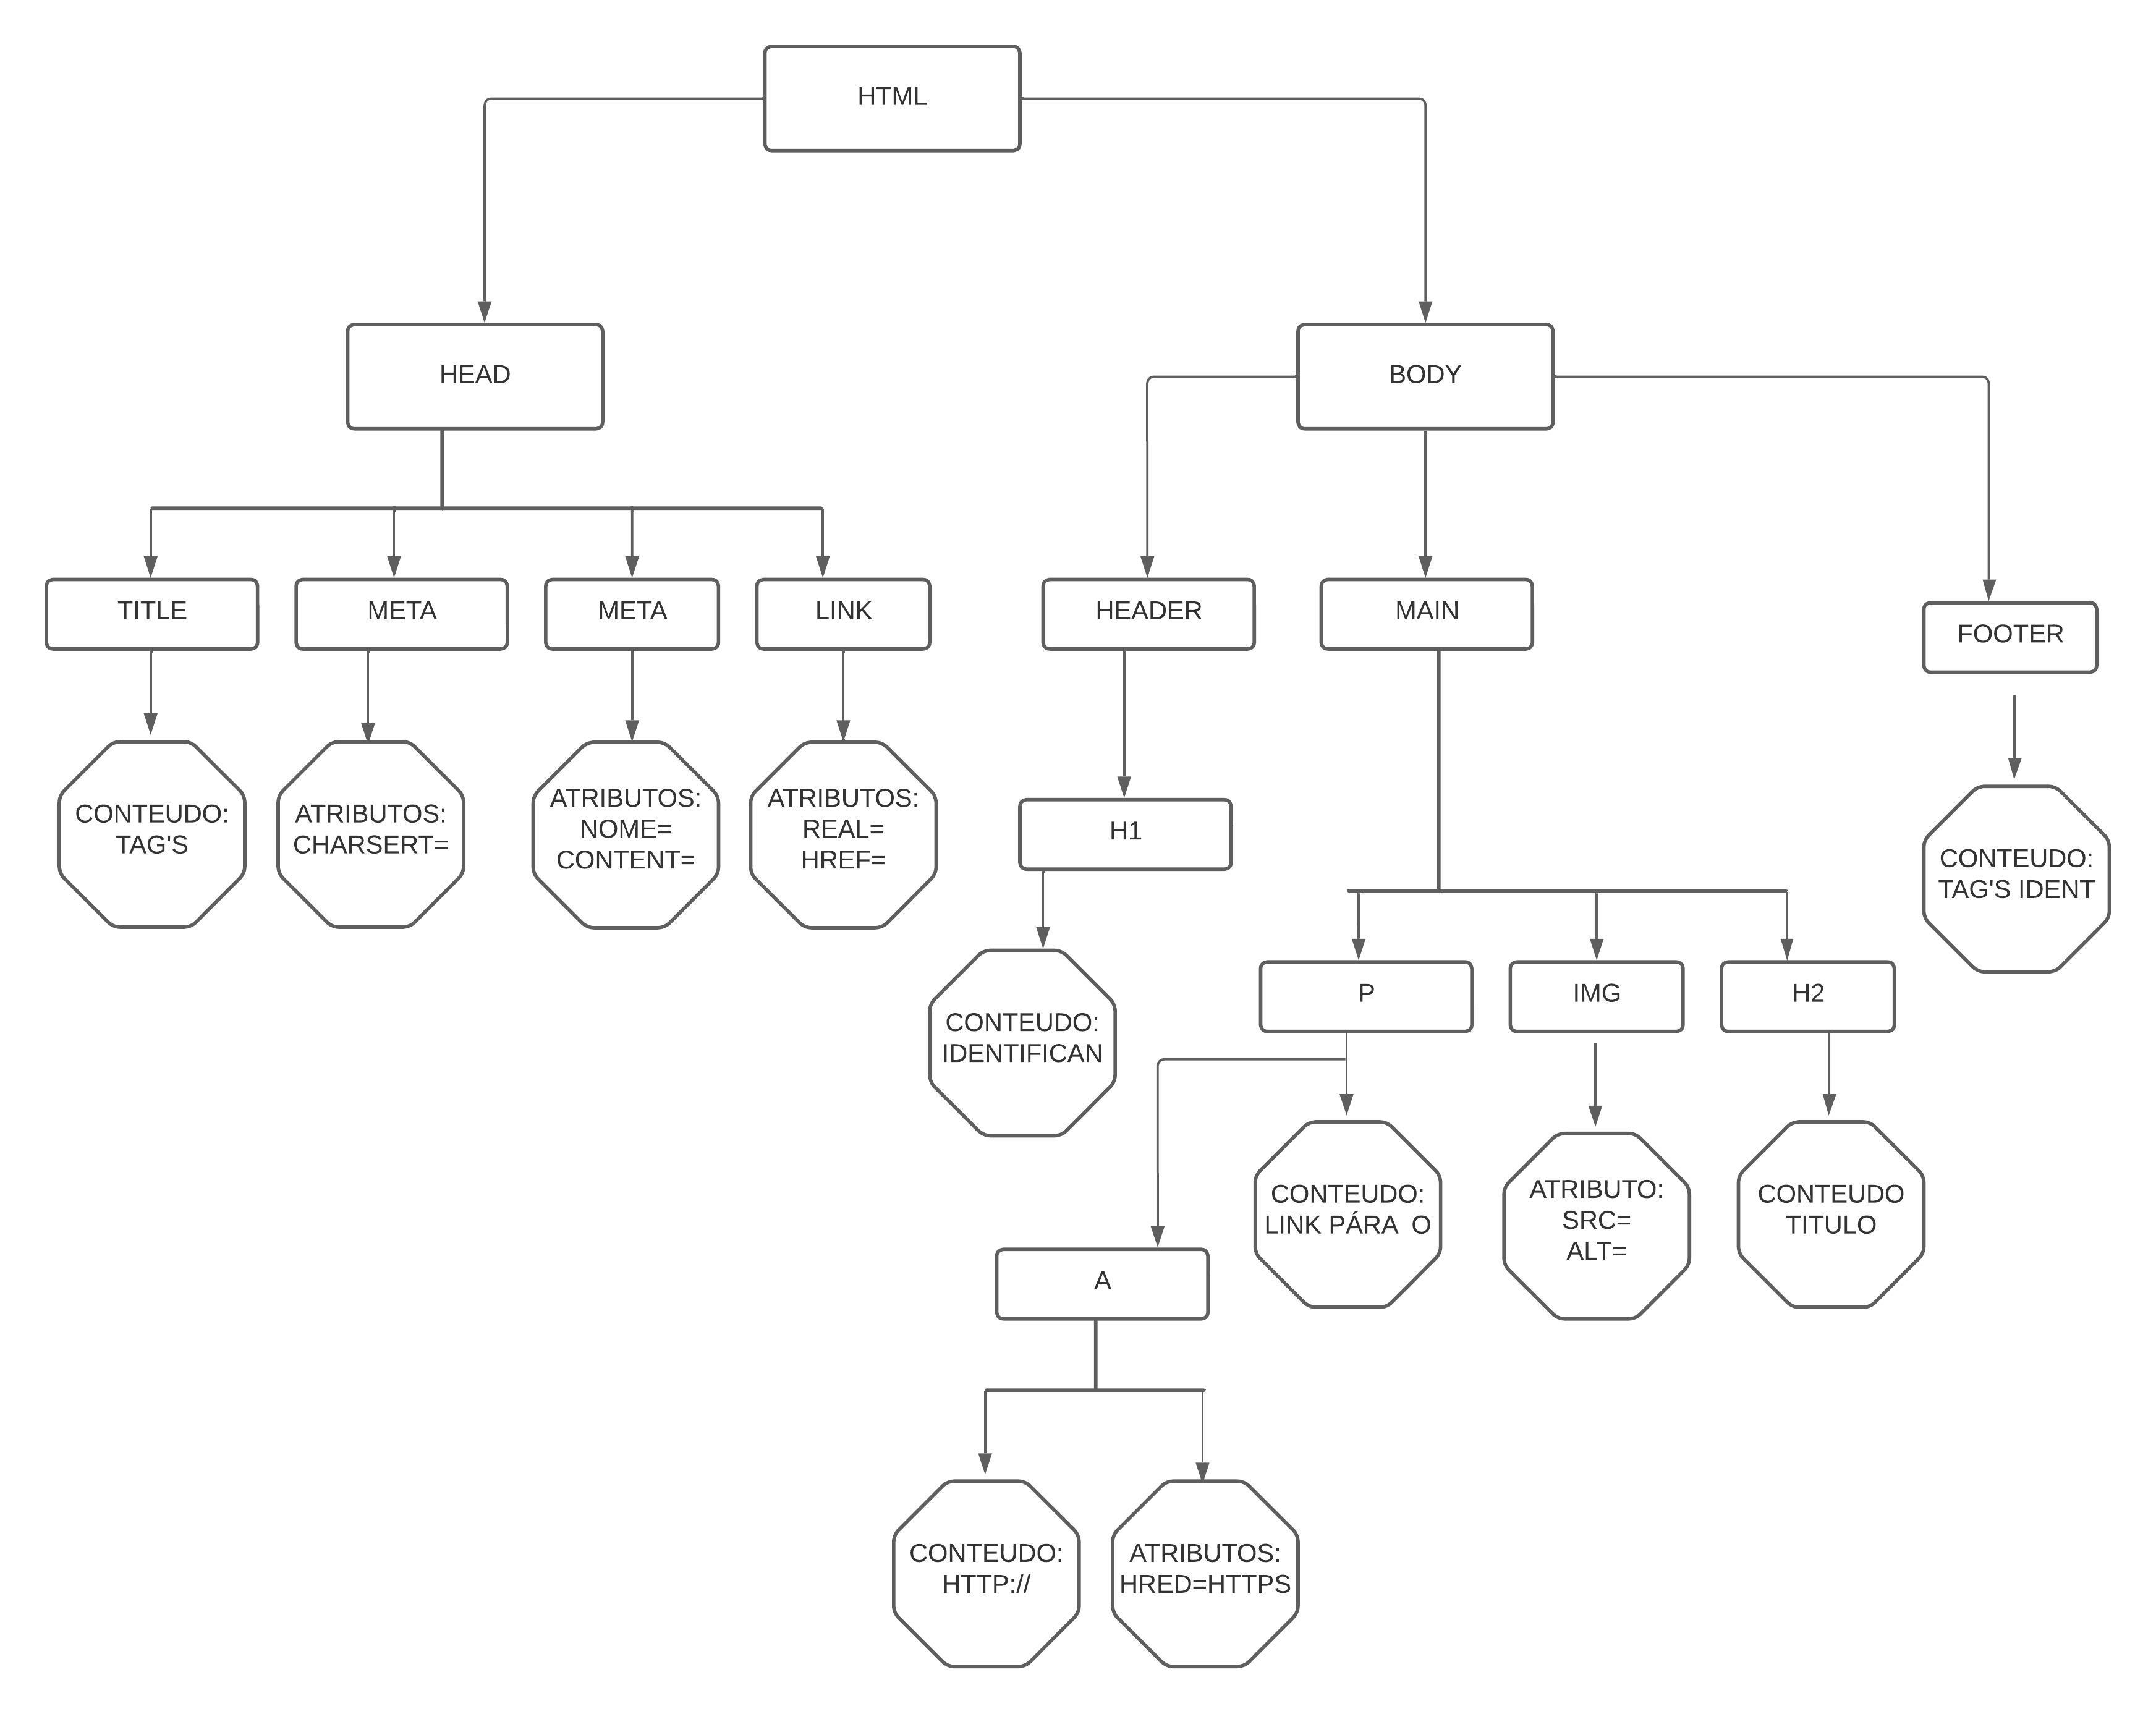 HTML
HEAD
BODY
TITLE
META
META
LINK
HEADER
MAIN
FOOTER
CONTEUDO:
TAG'S
ATRIBUTOS:
CHARSERT=
ATRIBUTOS:
NOME=
CONTENT=
ATRIBUTOS:
REAL=
HREF=
H1
CONTEUDO:
TAG'S IDENT
CONTEUDO:
IDENTIFICAN
P
IMG
H2
CONTEUDO:
LINK PÁRA  O
ATRIBUTO:
SRC=
ALT=
CONTEUDO
TITULO
A
CONTEUDO:
HTTP://
ATRIBUTOS:
HRED=HTTPS